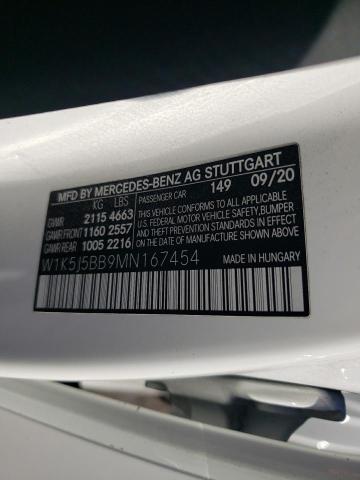 MFD BY MERCEDES-BENZ AG STUTTGART
KG LBS
GVWR 2115 4663
GAWR FRONT 1160 2557
GAWR REAR 1005 2216
PASSENGER CAR 149 09/20
THIS VEHICLE CONFORMS TO ALL APPLICABLE
U.S. FEDERAL MOTOR VEHICLE SAFETY, BUMPER
AND THEFT PREVENTION STANDARDS IN EFFECT
ON THE DATE OF MANUFACTURE SHOWN ABOVE.
W1K5J5BB9MN167454
MADE IN HUNGARY